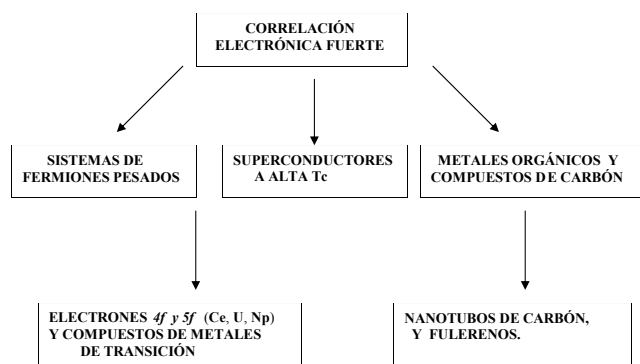 CORRELACIÓN
ELECTRÓNICA FUERTE
SISTEMAS DE
FERMIONES PESADOS
SUPERCONDUCTORES
A ALTA Tc
METALES ORGÁNICOS Y
COMPUESTOS DE CARBÓN
ELECTRONES 4f y 5f (Ce, U, Np)
Y COMPUESTOS DE METALES
DE TRANSICIÓN
NANOTUBOS DE CARBÓN,
Y FULERENOS.